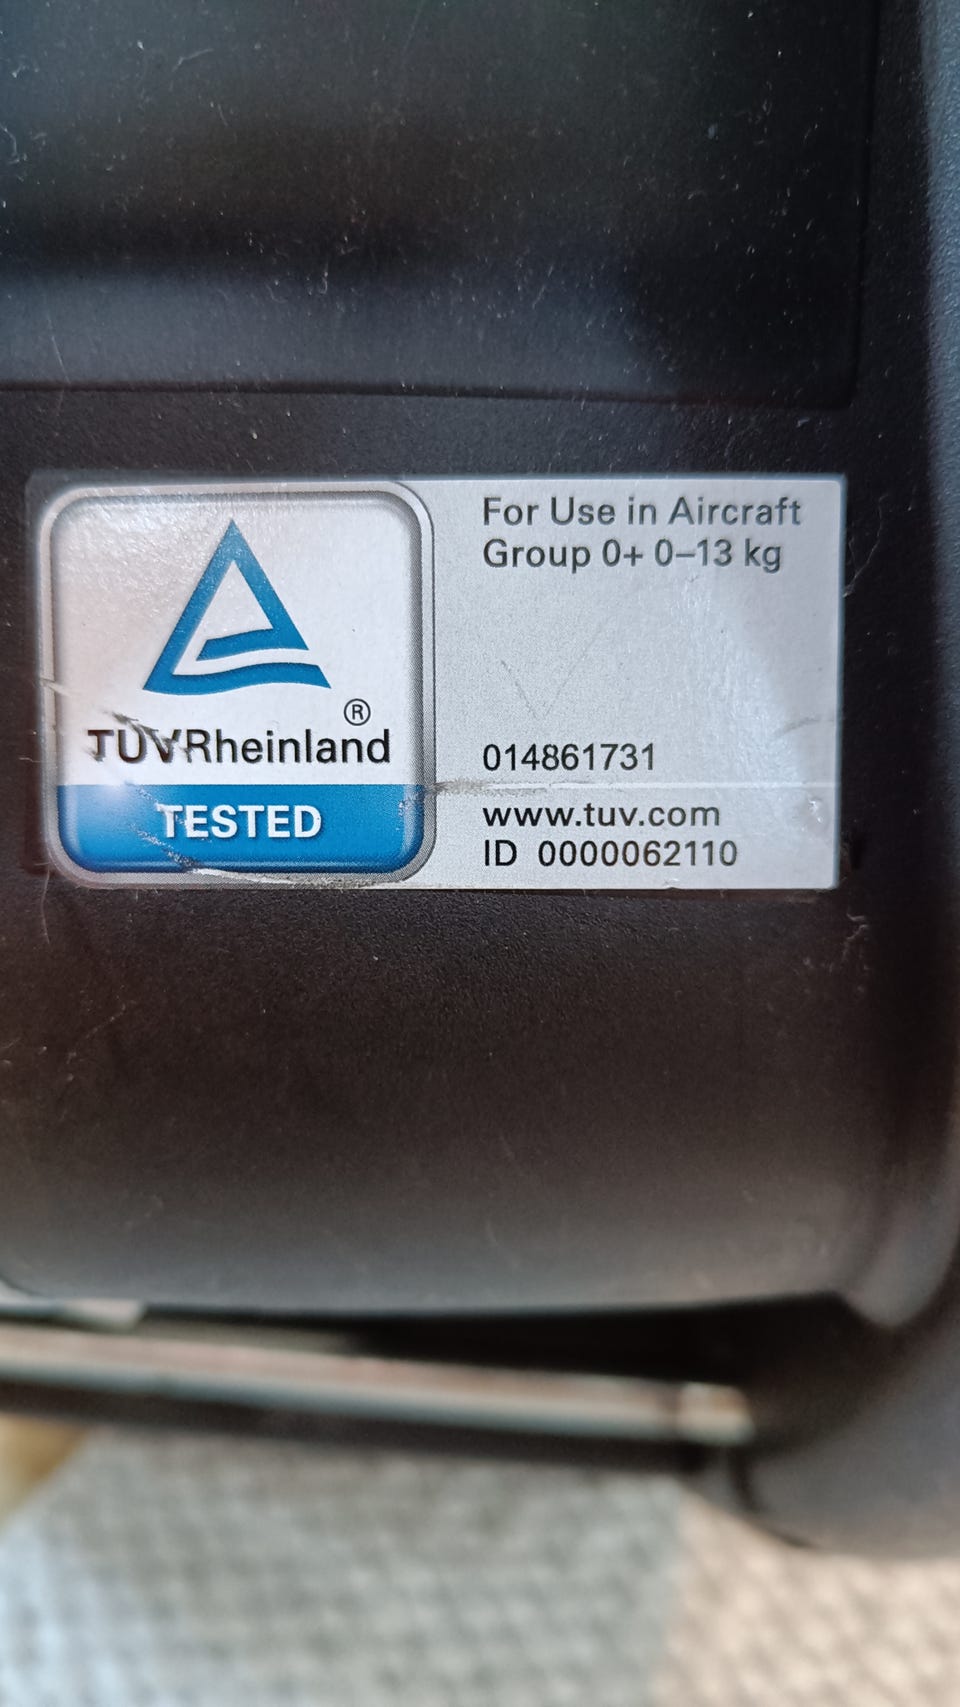 For Use in Aircraft
Group 0+ 0–13 kg
®
TÜVRheinland
TESTED
014861731
www.tuv.com
ID 0000062110